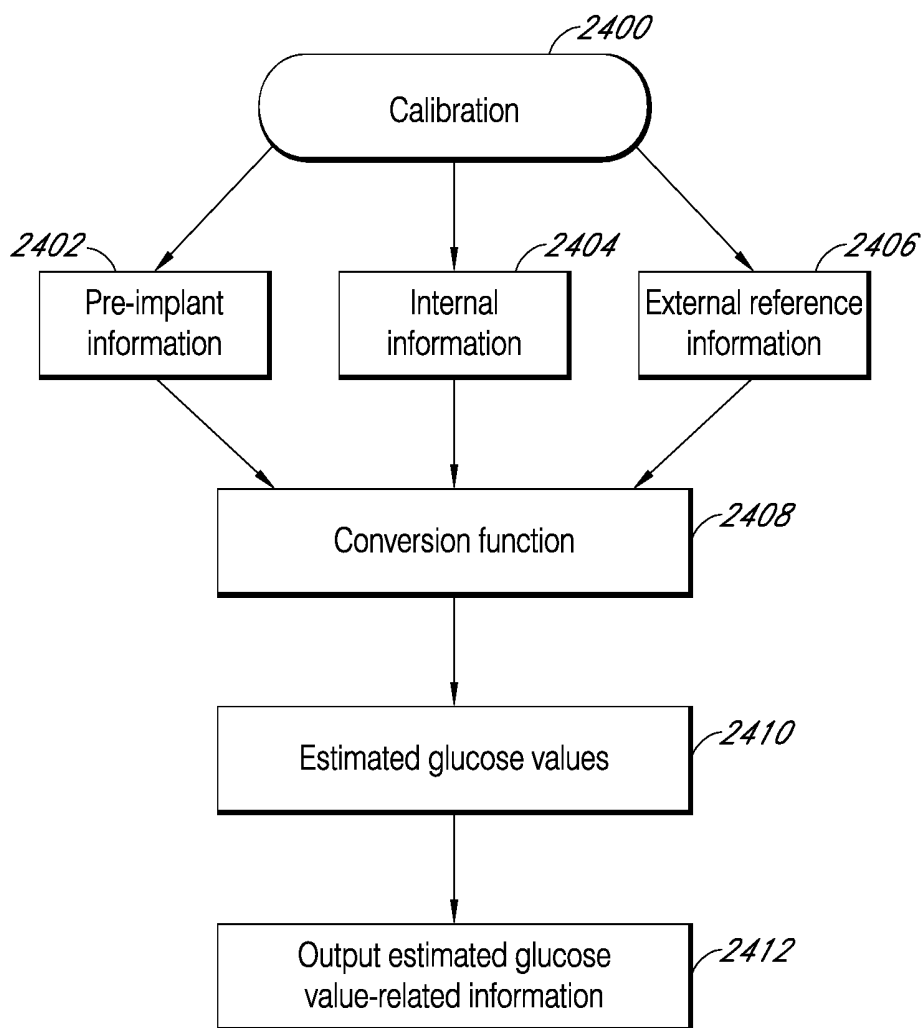 2400
Calibration
2402
2404
2406
Pre-implant
information
Internal
information
External reference
information
2408
Conversion function
2410
Estimated glucose values
Output estimated glucose
value-related information
2412